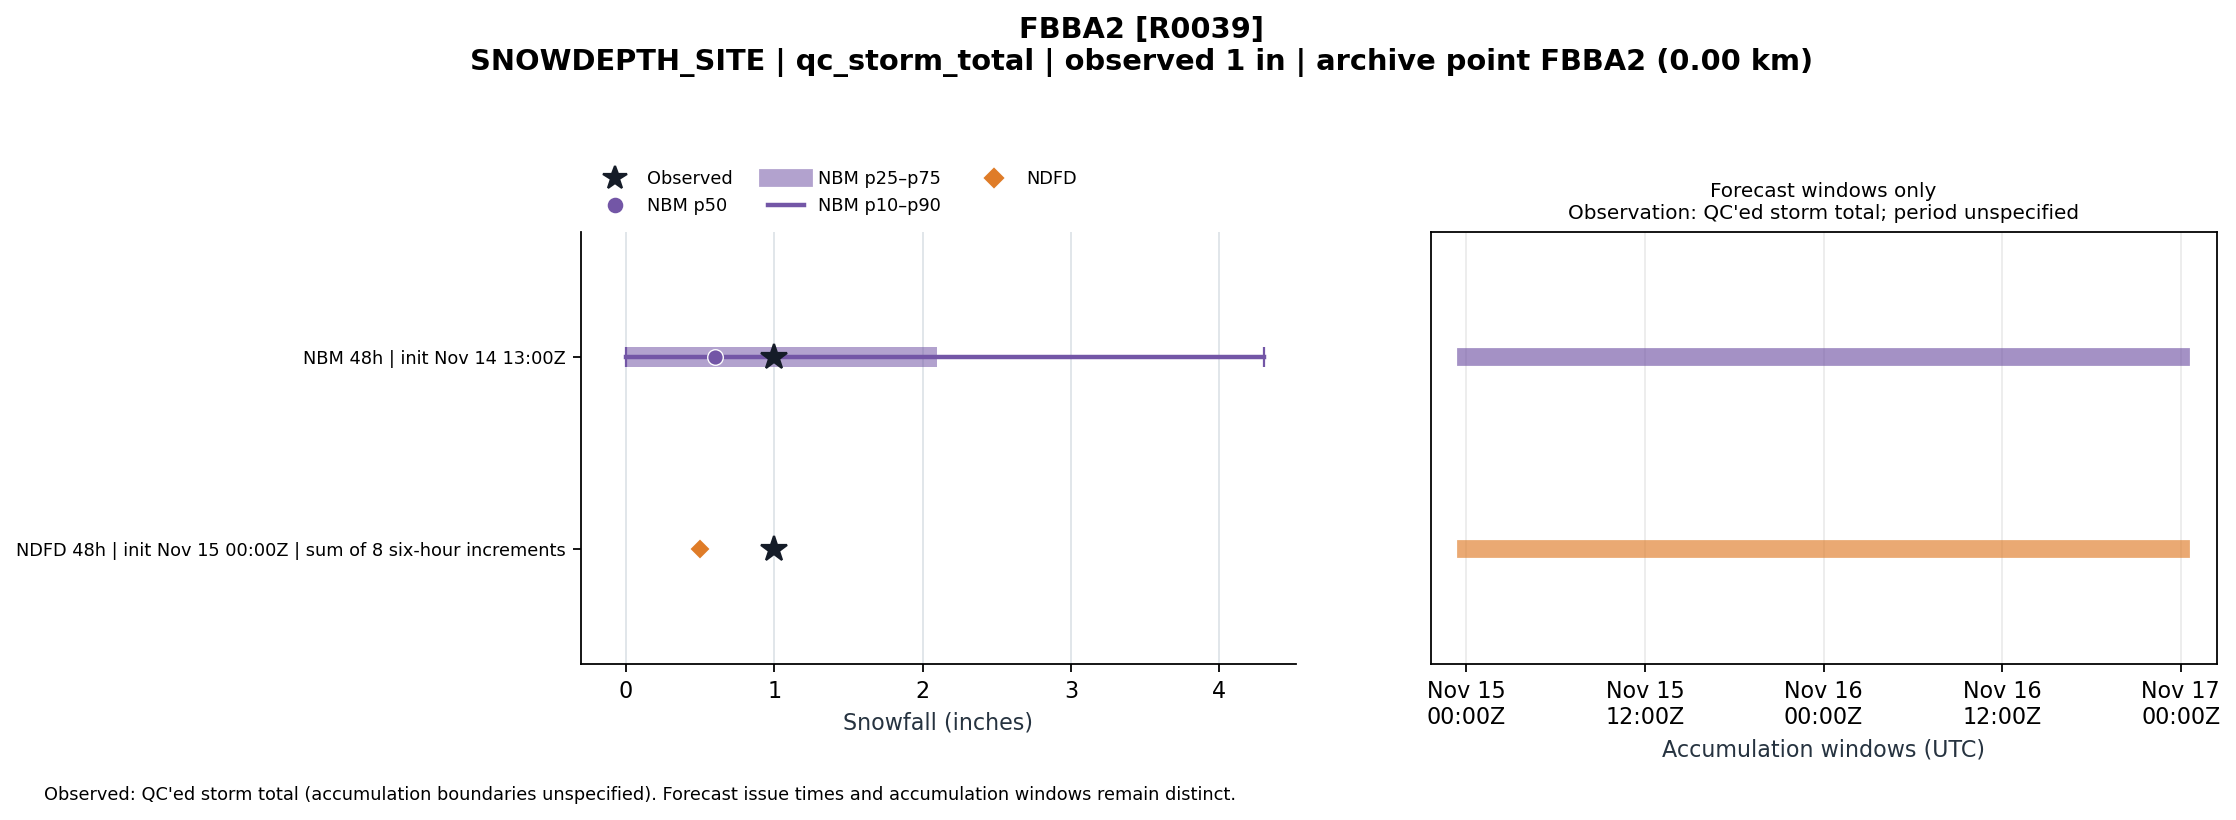 FBBA2 [R0039]
SNOWDEPTH_SITE | qc_storm_total | observed 1 in | archive point FBBA2 (0.00 km)
Observed
NBM p25–p75
NDFD
NBM p50
NBM p10–p90
Forecast windows only
Observation: QC'ed storm total; period unspecified
NBM 48h | init Nov 14 13:00Z
NDFD 48h | init Nov 15 00:00Z | sum of 8 six-hour increments
0
1
2
3
4
Snowfall (inches)
Nov 15
00:00Z
Nov 15
12:00Z
Nov 16
00:00Z
Nov 16
12:00Z
Nov 17
00:00Z
Accumulation windows (UTC)
Observed: QC'ed storm total (accumulation boundaries unspecified). Forecast issue times and accumulation windows remain distinct.